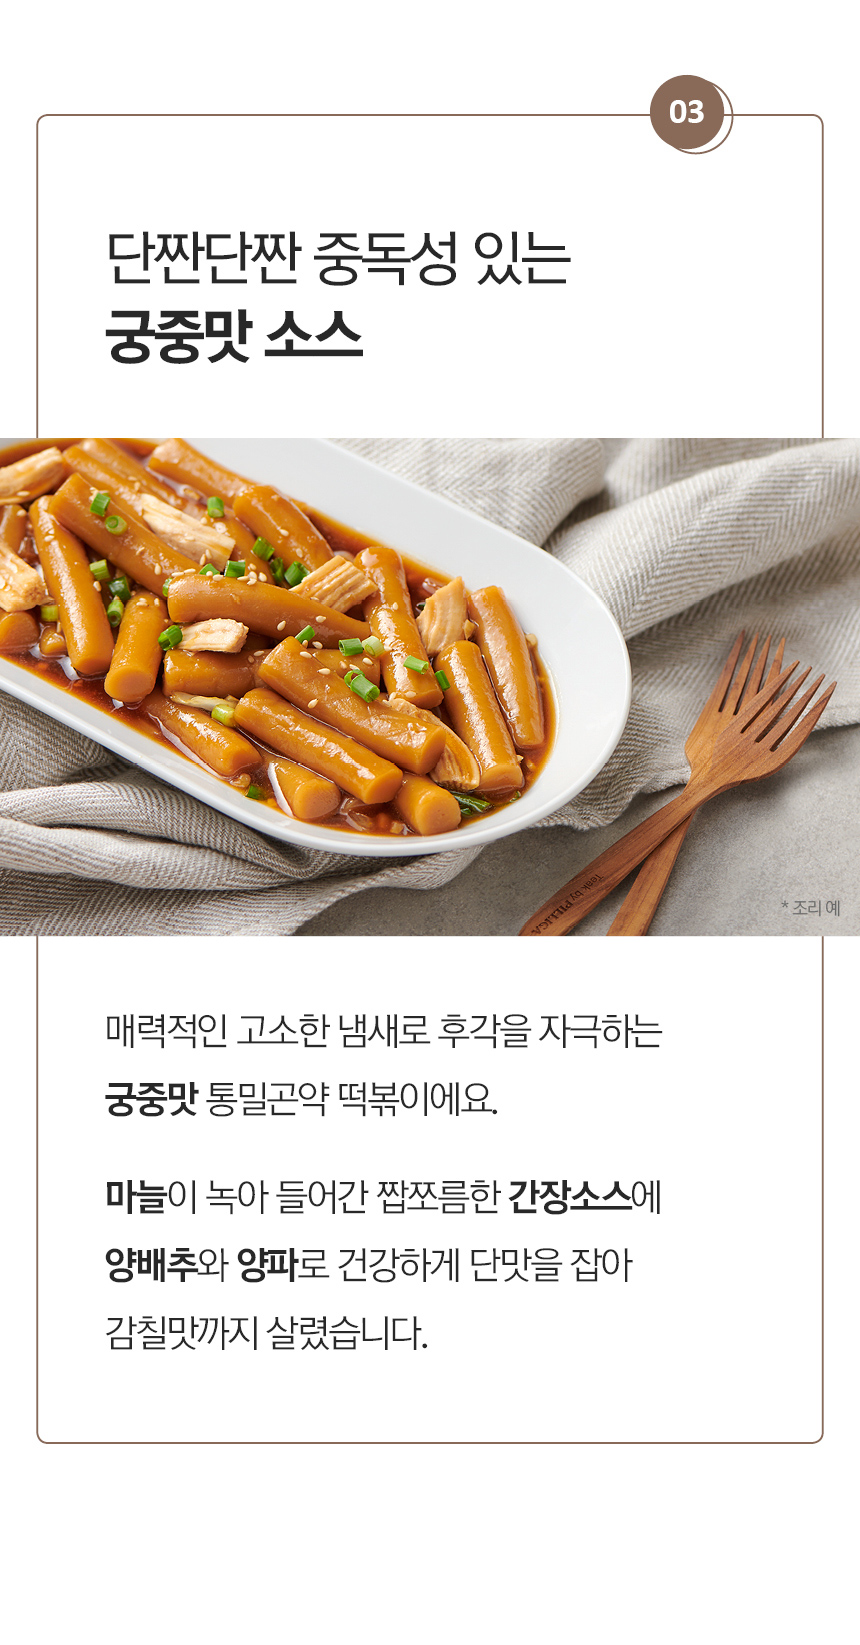 03
단짠단짠 중독성 있는
궁중맛 소스
* 조리 예
매력적인 고소한 냄새로 후각을 자극하는
궁중맛 통밀곤약 떡볶이에요.
마늘이 녹아 들어간 짭쪼름한 간장소스에
양배추와 양파로 건강하게 단맛을 잡아
감칠맛까지 살렸습니다.